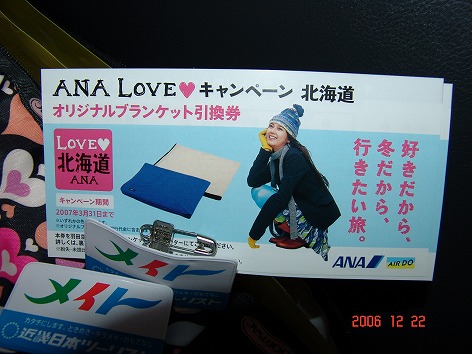 ANA LOVE♥キャンペーン 北海道
オリジナルブランケット引換券
LOVE♥
北海道
ANA
キャンペーン期間
2007年3月31日まで
好きだから、
冬だから、
行きたい旅。
ANA
AIR DO
メイト
メイト
近畿日本ツーリスト
2006 12 22